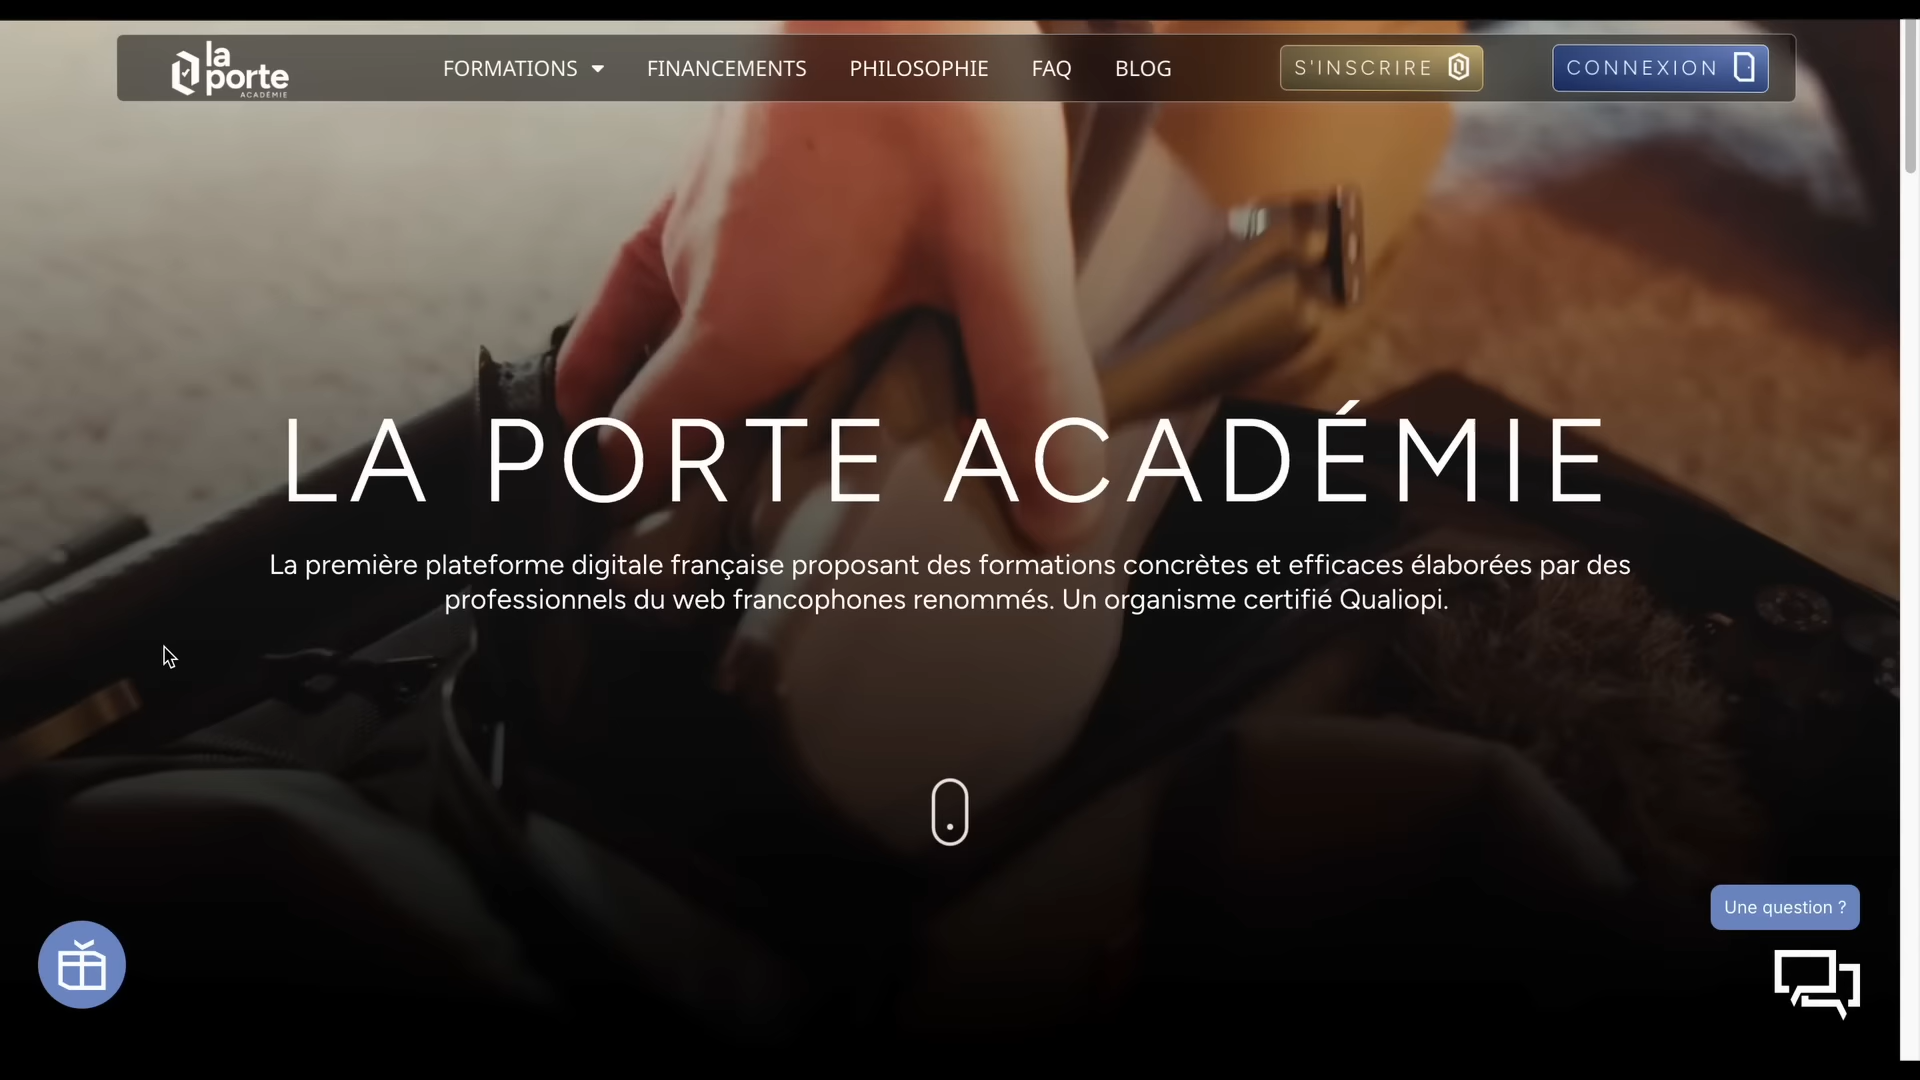 la
porte
ACADÉMIE
FORMATIONS
FINANCEMENTS
PHILOSOPHIE
FAQ
BLOG
S'INSCRIRE
CONNEXION
LA PORTE ACADÉMIE
La première plateforme digitale française proposant des formations concrètes et efficaces élaborées par des
professionnels du web francophones renommés. Un organisme certifié Qualiopi.
Une question ?